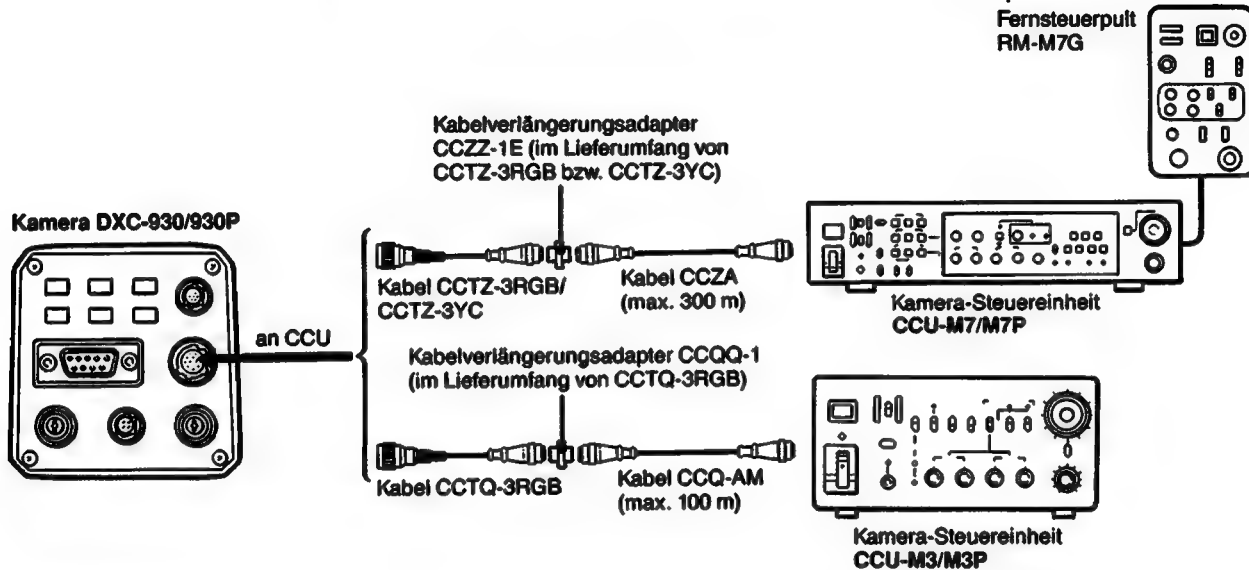 Fernsteuerpult
RM-M7G
Kabelverlängerungsadapter
CCZZ-1E (im Lieferumfang von
CCTZ-3RGB bzw. CCTZ-3YC)
Kamera DXC-930/930P
Kabel CCTZ-3RGB/
CCTZ-3YC
Kabel CCZA
(max. 300 m)
Kamera-Steuereinheit
CCU-M7/M7P
an CCU
Kabelverlängerungsadapter CCQQ-1
(im Lieferumfang von CCTQ-3RGB)
Kabel CCTQ-3RGB
Kabel CCQ-AM
(max. 100 m)
Kamera-Steuereinheit
CCU-M3/M3P